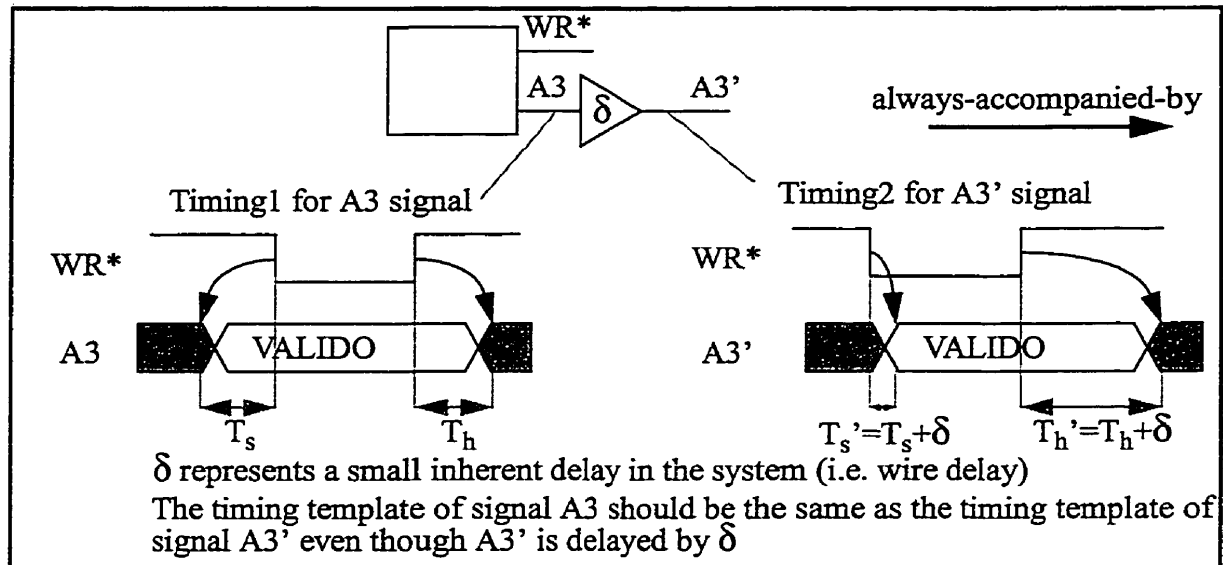 WR*
A3
δ
A3'
always-accompanied-by
Timing1 for A3 signal
Timing2 for A3' signal
WR*
WR*
A3
VALIDO
A3'
VALIDO
Ts
Th
Ts'=Ts+δ
Th'=Th+δ
δ represents a small inherent delay in the system (i.e. wire delay)
The timing template of signal A3 should be the same as the timing template of
signal A3' even though A3' is delayed by δ